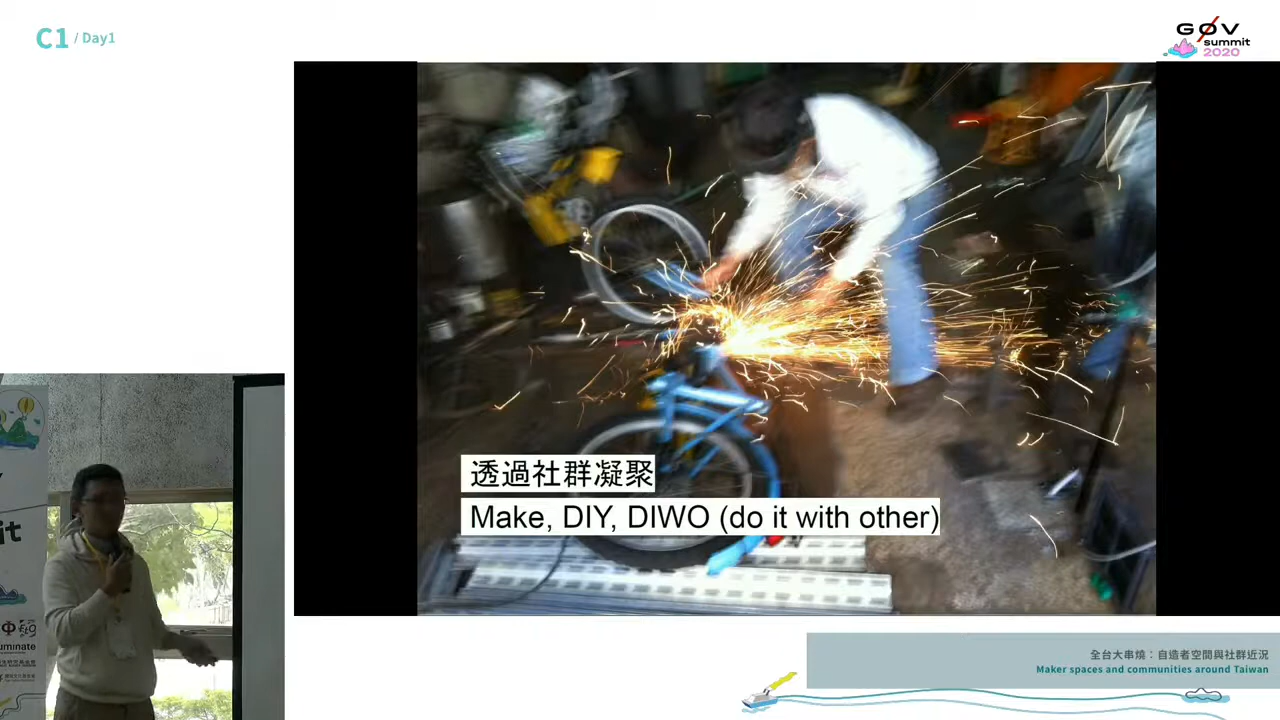 C1 / Day1
GØV
summit
2020
透過社群凝聚
Make, DIY, DIWO (do it with other)
全台大串燒：自造者空間與社群近況
Maker spaces and communities around Taiwan